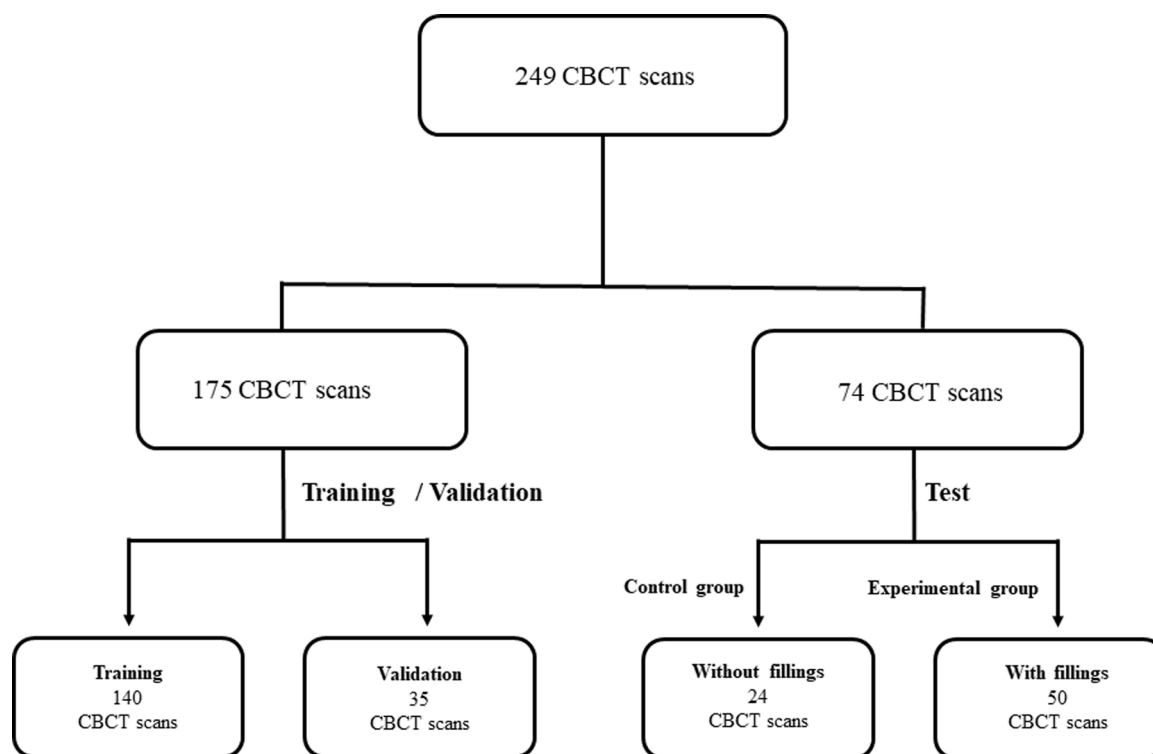 249 CBCT scans
175 CBCT scans
74 CBCT scans
Training / Validation
Test
Control group
Experimental group
Training
140
CBCT scans
Validation
35
CBCT scans
Without fillings
24
CBCT scans
With fillings
50
CBCT scans